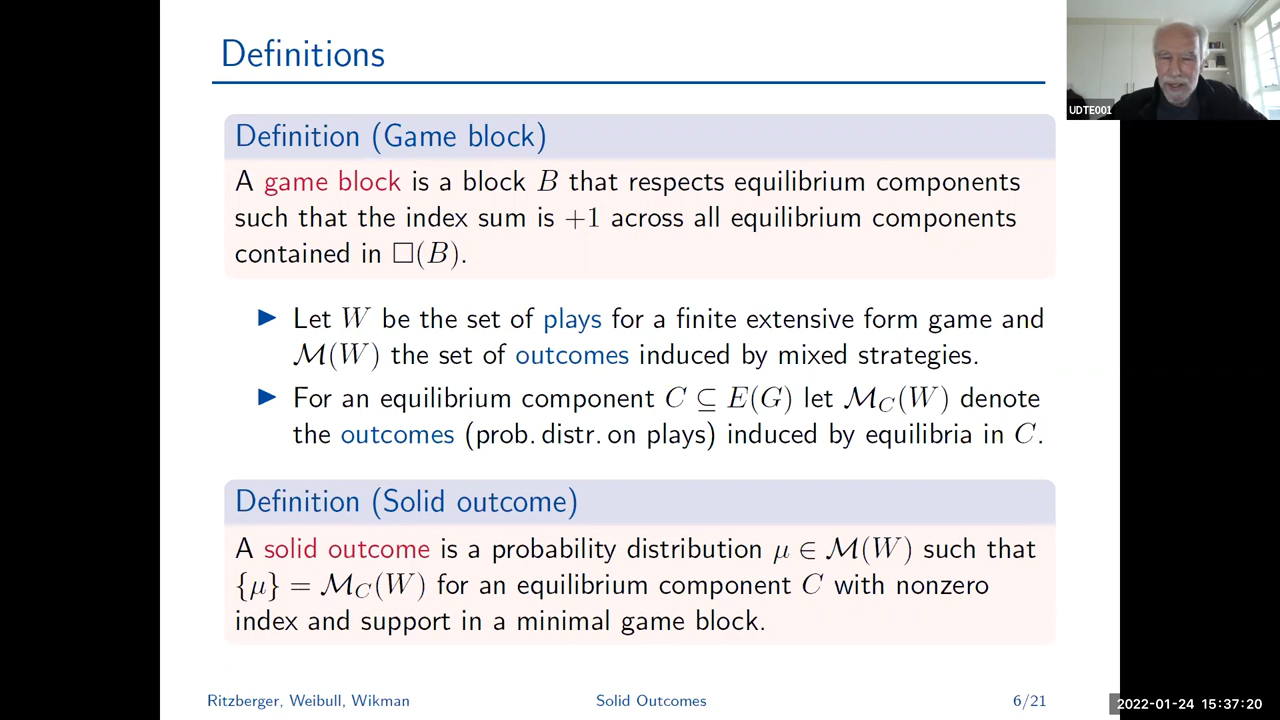 Definitions
UDTE001
Definition (Game block)
A game block is a block B that respects equilibrium components
such that the index sum is +1 across all equilibrium components
contained in □(B).
▶ Let W be the set of plays for a finite extensive form game and
ℳ(W) the set of outcomes induced by mixed strategies.
▶ For an equilibrium component C ⊆ E(G) let ℳ_C(W) denote
the outcomes (prob. distr. on plays) induced by equilibria in C.
Definition (Solid outcome)
A solid outcome is a probability distribution μ ∈ ℳ(W) such that
{μ} = ℳ_C(W) for an equilibrium component C with nonzero
index and support in a minimal game block.
Ritzberger, Weibull, Wikman Solid Outcomes 6/21
2022-01-24 15:37:20